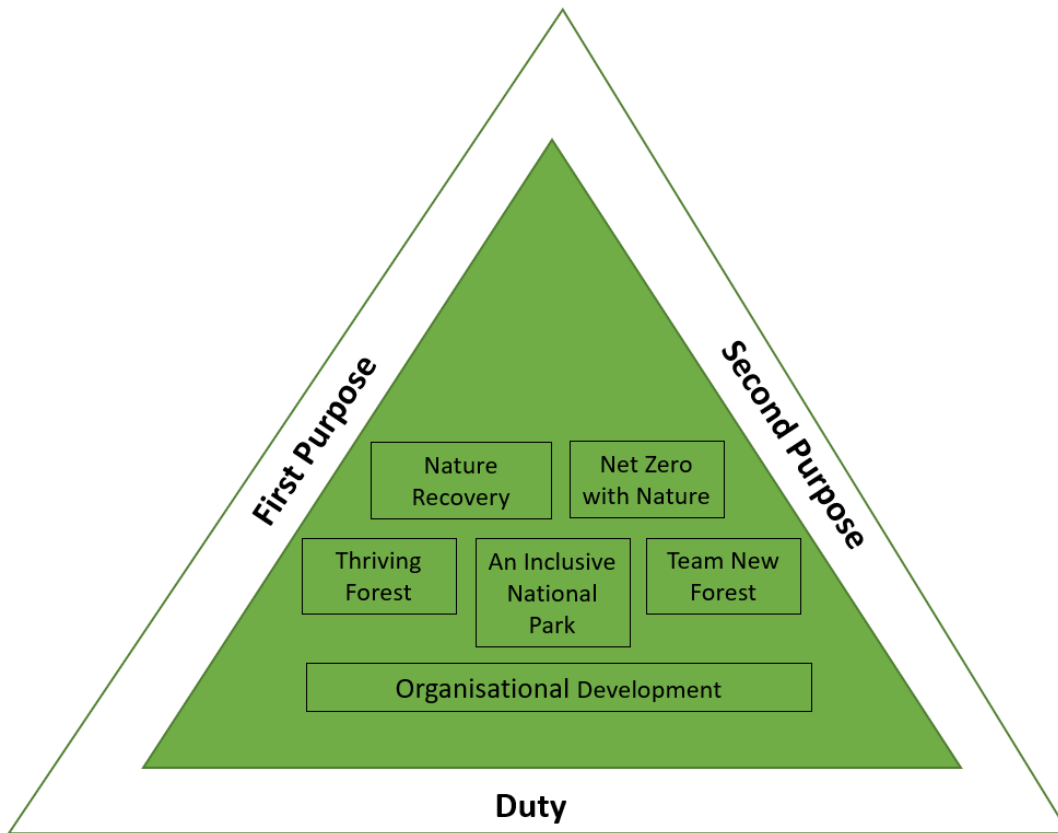 First Purpose
Second Purpose
Nature
Recovery
Net Zero
with Nature
Thriving
Forest
An Inclusive
National
Park
Team New
Forest
Organisational Development
Duty